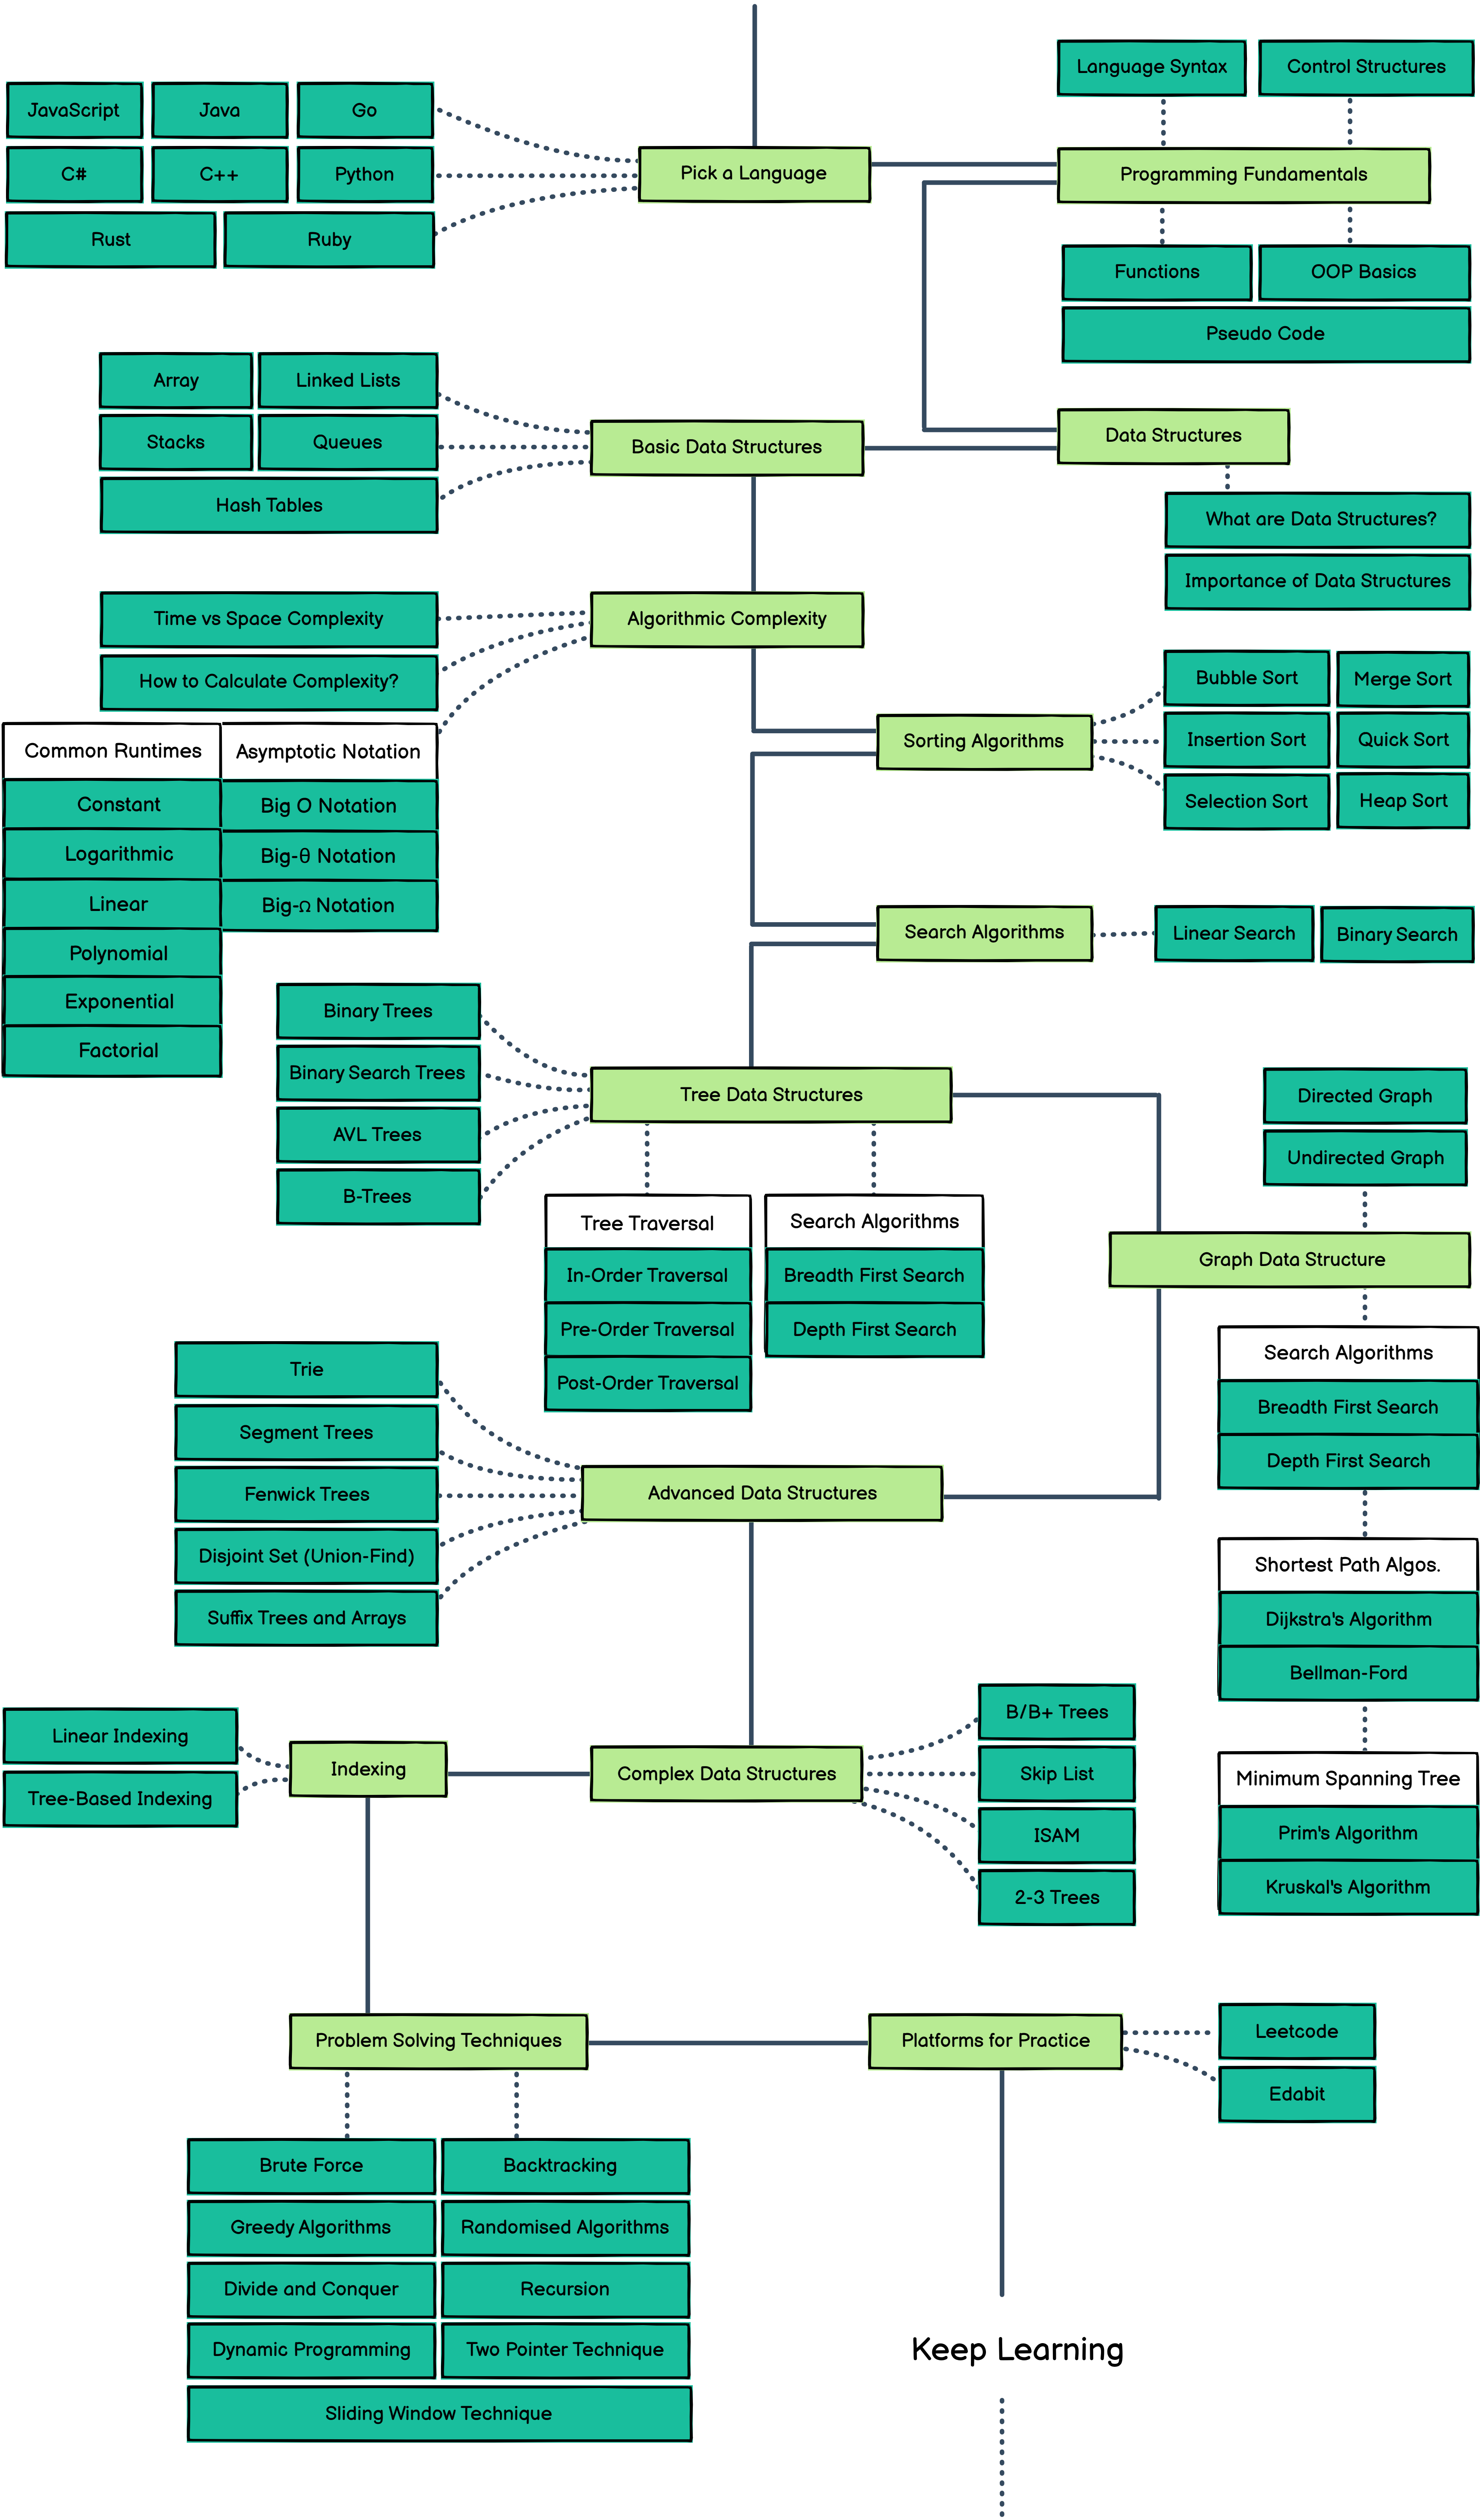 Language Syntax
Control Structures
JavaScript
Java
Go
C#
C++
Python
Rust
Ruby
Pick a Language
Programming Fundamentals
Functions
OOP Basics
Pseudo Code
Array
Linked Lists
Stacks
Queues
Hash Tables
Basic Data Structures
Data Structures
What are Data Structures?
Importance of Data Structures
Time vs Space Complexity
How to Calculate Complexity?
Algorithmic Complexity
Common Runtimes
Constant
Logarithmic
Linear
Polynomial
Exponential
Factorial
Asymptotic Notation
Big O Notation
Big-θ Notation
Big-Ω Notation
Sorting Algorithms
Bubble Sort
Merge Sort
Insertion Sort
Quick Sort
Selection Sort
Heap Sort
Search Algorithms
Linear Search
Binary Search
Binary Trees
Binary Search Trees
AVL Trees
B-Trees
Tree Data Structures
Tree Traversal
In-Order Traversal
Pre-Order Traversal
Post-Order Traversal
Search Algorithms
Breadth First Search
Depth First Search
Directed Graph
Undirected Graph
Graph Data Structure
Search Algorithms
Breadth First Search
Depth First Search
Shortest Path Algos.
Dijkstra's Algorithm
Bellman-Ford
Minimum Spanning Tree
Prim's Algorithm
Kruskal's Algorithm
Trie
Segment Trees
Fenwick Trees
Disjoint Set (Union-Find)
Suffix Trees and Arrays
Advanced Data Structures
Linear Indexing
Tree-Based Indexing
Indexing
Complex Data Structures
B/B+ Trees
Skip List
ISAM
2-3 Trees
Problem Solving Techniques
Platforms for Practice
Leetcode
Edabit
Brute Force
Backtracking
Greedy Algorithms
Randomised Algorithms
Divide and Conquer
Recursion
Dynamic Programming
Two Pointer Technique
Sliding Window Technique
Keep Learning